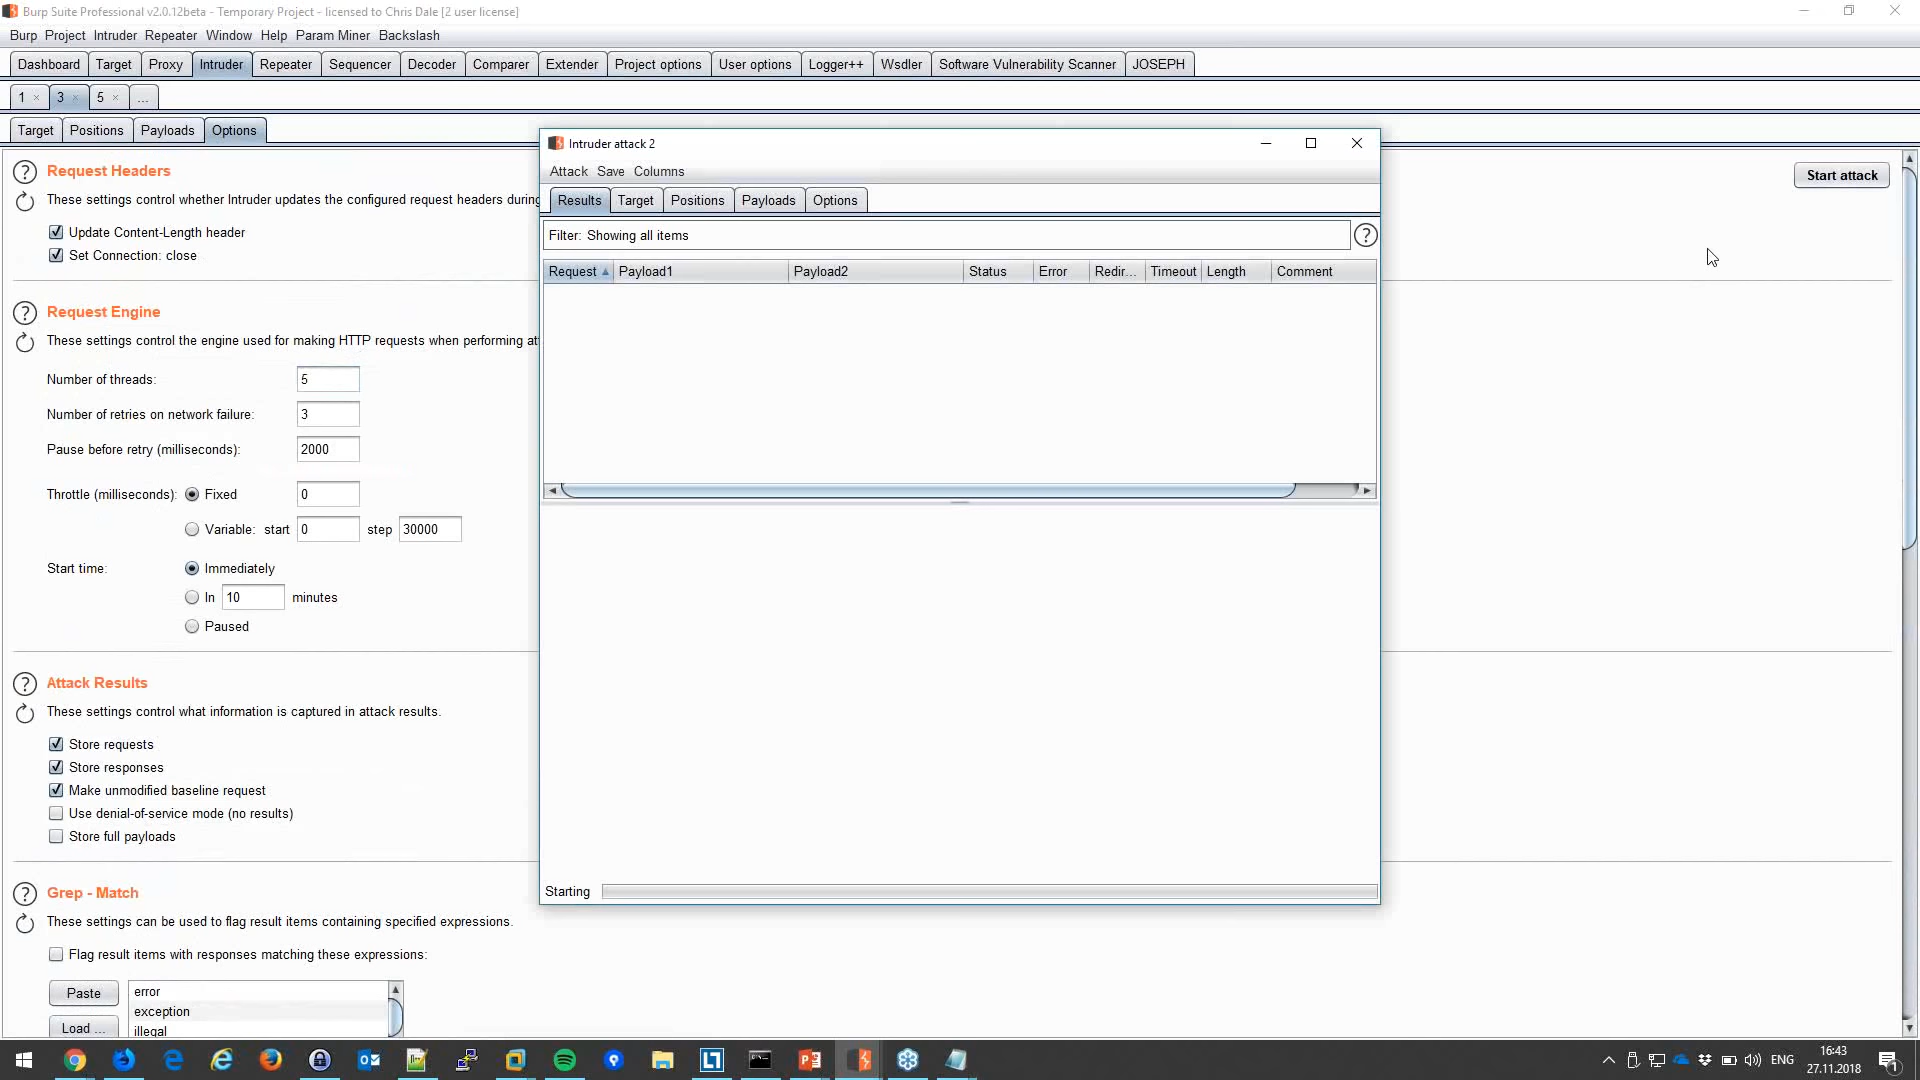 Burp Suite Professional v2.0.12beta - Temporary Project - licensed to Chris Dale [2 user license]
Burp Project Intruder Repeater Window Help Param Miner Backslash
Dashboard Target Proxy Intruder Repeater Sequencer Decoder Comparer Extender Project options User options Logger++ Wsdler Software Vulnerability Scanner JOSEPH
1 × 3 × 5 × ...
Target Positions Payloads Options
Request Headers
These settings control whether Intruder updates the configured request headers during
Update Content-Length header
Set Connection: close
Start attack
Request Engine
These settings control the engine used for making HTTP requests when performing
Number of threads: 5
Number of retries on network failure: 3
Pause before retry (milliseconds): 2000
Throttle (milliseconds): Fixed 0
Variable: start 0 step 30000
Start time: Immediately
In 10 minutes
Paused
Attack Results
These settings control what information is captured in attack results.
Store requests
Store responses
Make unmodified baseline request
Use denial-of-service mode (no results)
Store full payloads
Grep - Match
These settings can be used to flag result items containing specified expressions.
Flag result items with responses matching these expressions:
Paste
Load ...
error
exception
illegal
Intruder attack 2
Attack Save Columns
Results Target Positions Payloads Options
Filter: Showing all items
?
Request Payload1 Payload2 Status Error Redir... Timeout Length Comment
Starting
ENG
16:43
27.11.2018
1